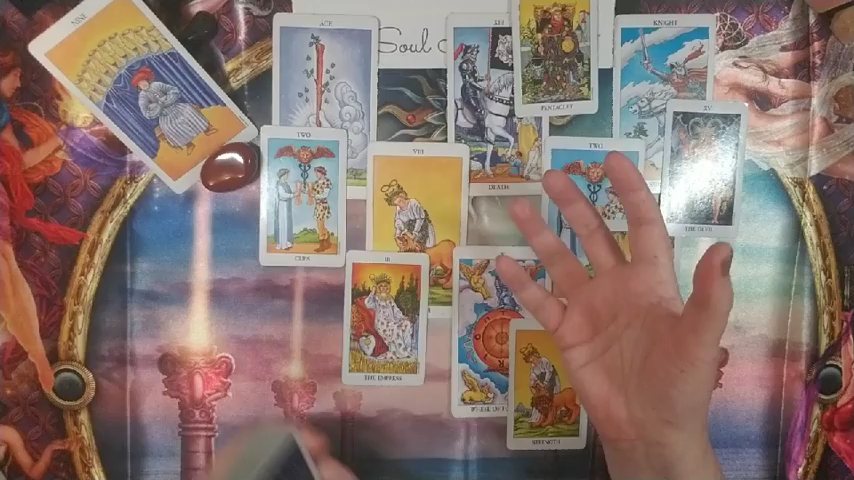 NINE
ACE
Soul
XIII
KNIGHT
PENTACLES
XV
TWO
VIII
TWO
DEATH
THE DEVIL
CUPS
III
THE EMPRESS
STRENGTH